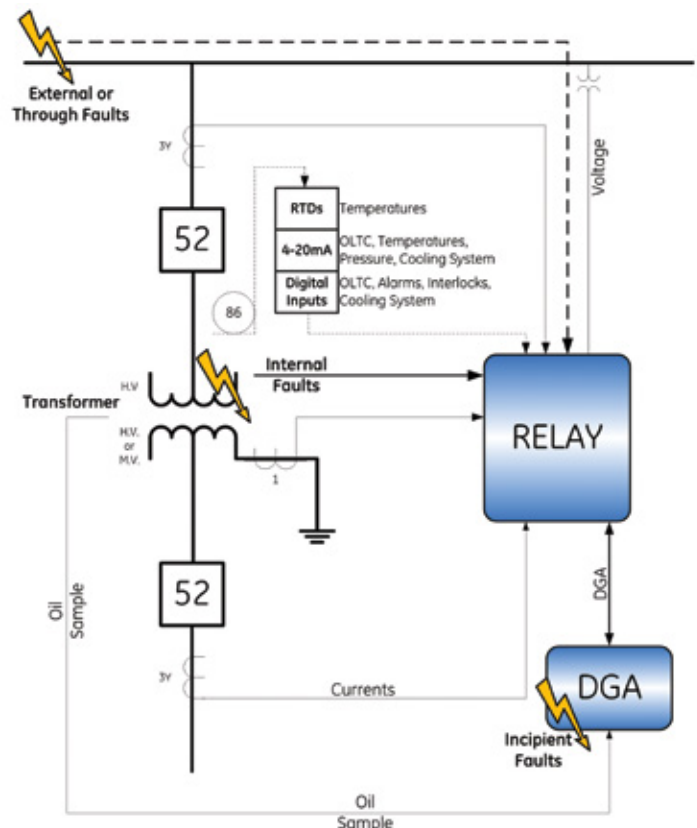 External or
Through Faults
3Y
52
RTDs
Temperatures
4-20mA
OLTC, Temperatures,
Pressure, Cooling System
Digital
Inputs
OLTC, Alarms, Interlocks,
Cooling System
Voltage
86
Internal
Faults
H.V
Transformer
H.V.
or
M.V.
1
RELAY
52
Oil
Sample
3Y
Currents
DGA
DGA
Incipient
Faults
Oil
Sample